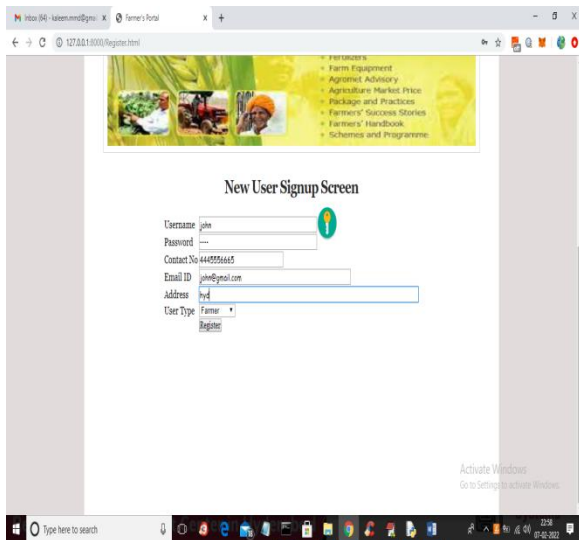 Inbox (64) - kaleem.mmd@gmai
Farmer's Portal
127.0.0.1:8000/Register.html
Fertilizers
Farm Equipment
Agromet Advisory
Agriculture Market Price
Package and Practices
Farmers' Success Stories
Farmers' Handbook
Schemes and Programme
New User Signup Screen
Username john
Password ····
Contact No 4445556665
Email ID john@gmail.com
Address hyd
User Type Farmer
Register
Activate Windows
Go to Settings to activate Windows.
Type here to search
22:58
07-02-2022